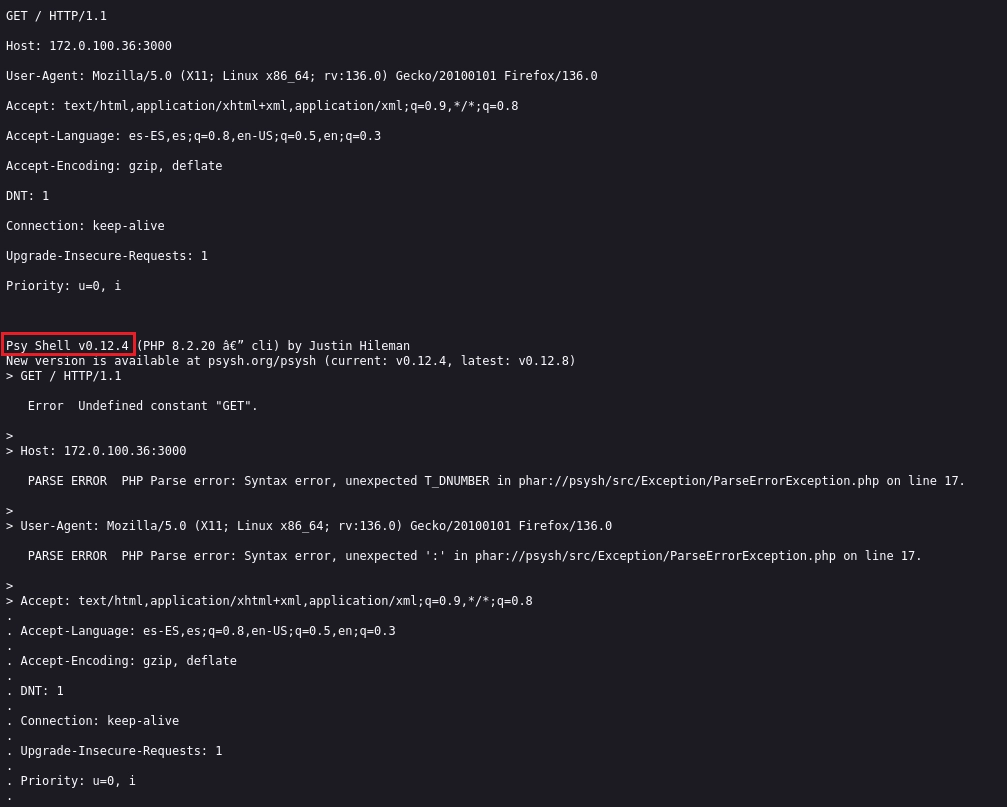 GET / HTTP/1.1
Host: 172.0.100.36:3000
User-Agent: Mozilla/5.0 (X11; Linux x86_64; rv:136.0) Gecko/20100101 Firefox/136.0
Accept: text/html,application/xhtml+xml,application/xml;q=0.9,*/*;q=0.8
Accept-Language: es-ES,es;q=0.8,en-US;q=0.5,en;q=0.3
Accept-Encoding: gzip, deflate
DNT: 1
Connection: keep-alive
Upgrade-Insecure-Requests: 1
Priority: u=0, i
Psy Shell v0.12.4 (PHP 8.2.20 â€” cli) by Justin Hileman
New version is available at psysh.org/psysh (current: v0.12.4, latest: v0.12.8)
> GET / HTTP/1.1
Error  Undefined constant "GET".
>
> Host: 172.0.100.36:3000
PARSE ERROR  PHP Parse error: Syntax error, unexpected T_DNUMBER in phar://psysh/src/Exception/ParseErrorException.php on line 17.
>
> User-Agent: Mozilla/5.0 (X11; Linux x86_64; rv:136.0) Gecko/20100101 Firefox/136.0
PARSE ERROR  PHP Parse error: Syntax error, unexpected ':' in phar://psysh/src/Exception/ParseErrorException.php on line 17.
>
> Accept: text/html,application/xhtml+xml,application/xml;q=0.9,*/*;q=0.8
.
. Accept-Language: es-ES,es;q=0.8,en-US;q=0.5,en;q=0.3
.
. Accept-Encoding: gzip, deflate
.
. DNT: 1
.
. Connection: keep-alive
.
. Upgrade-Insecure-Requests: 1
.
. Priority: u=0, i
.